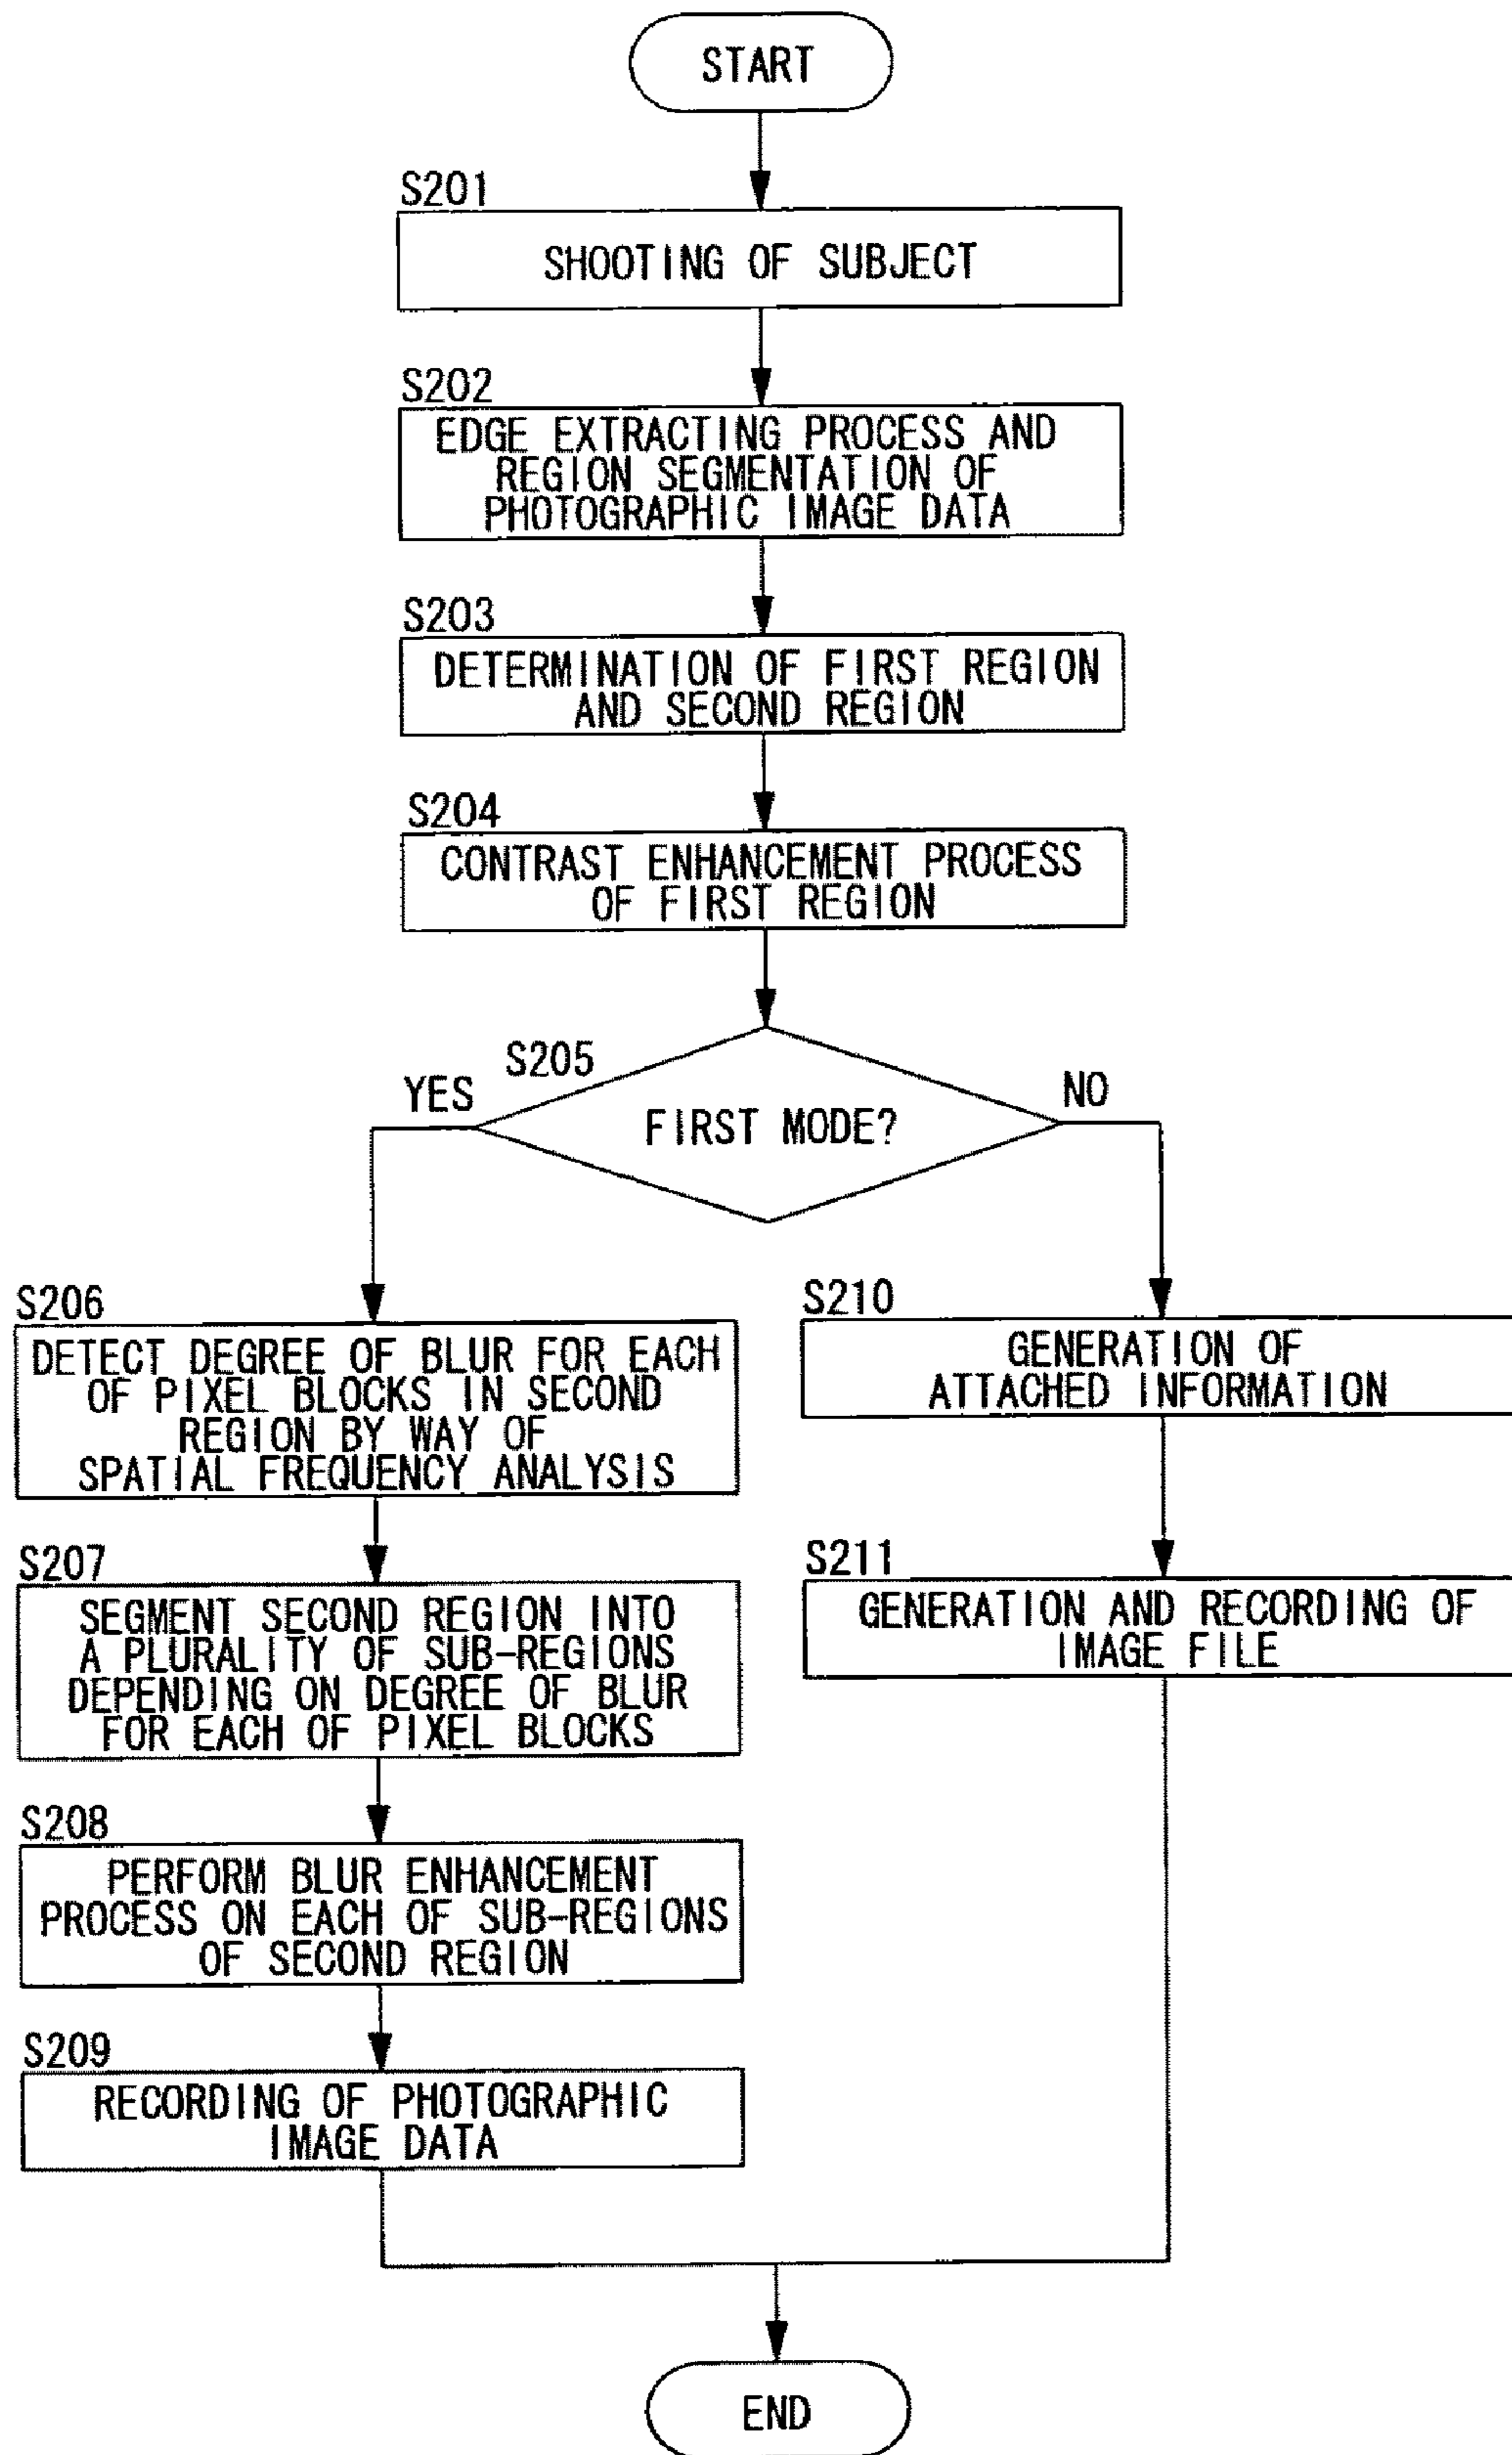 START
S201
SHOOTING OF SUBJECT
S202
EDGE EXTRACTING PROCESS AND
REGION SEGMENTATION OF
PHOTOGRAPHIC IMAGE DATA
S203
DETERMINATION OF FIRST REGION
AND SECOND REGION
S204
CONTRAST ENHANCEMENT PROCESS
OF FIRST REGION
S205
FIRST MODE?
YES
NO
S206
DETECT DEGREE OF BLUR FOR EACH
OF PIXEL BLOCKS IN SECOND
REGION BY WAY OF
SPATIAL FREQUENCY ANALYSIS
S207
SEGMENT SECOND REGION INTO
A PLURALITY OF SUB-REGIONS
DEPENDING ON DEGREE OF BLUR
FOR EACH OF PIXEL BLOCKS
S208
PERFORM BLUR ENHANCEMENT
PROCESS ON EACH OF SUB-REGIONS
OF SECOND REGION
S209
RECORDING OF PHOTOGRAPHIC
IMAGE DATA
S210
GENERATION OF
ATTACHED INFORMATION
S211
GENERATION AND RECORDING OF
IMAGE FILE
END